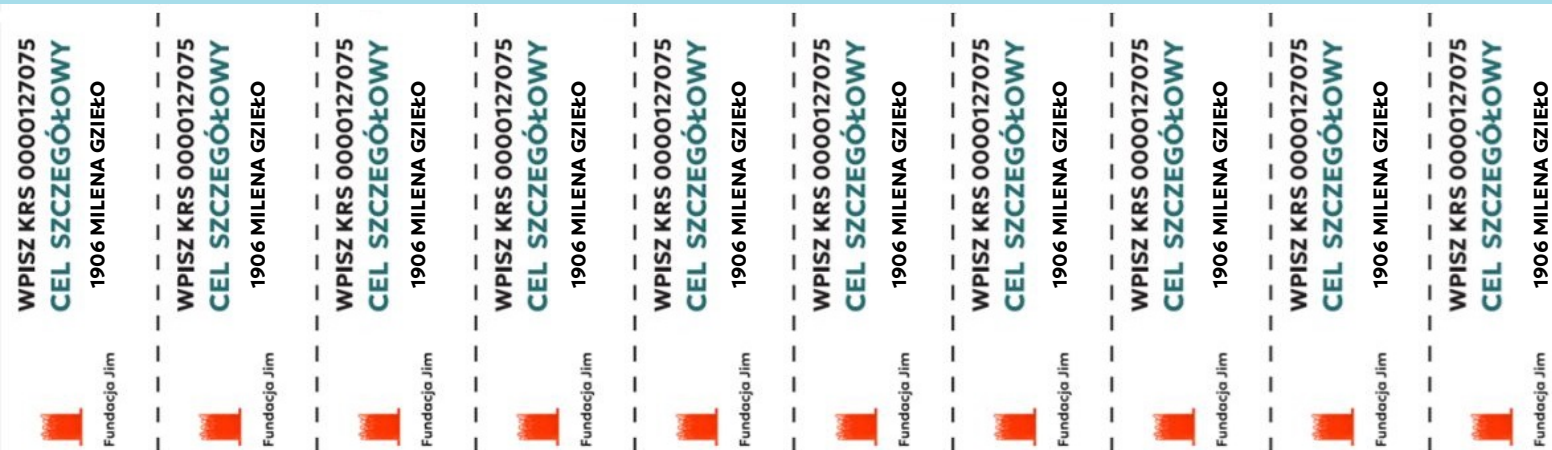 WPISZ KRS 0000127075
CEL SZCZEGÓŁOWY
1906 MILENA GZIEŁO
Fundacja Jim
WPISZ KRS 0000127075
CEL SZCZEGÓŁOWY
1906 MILENA GZIEŁO
Fundacja Jim
WPISZ KRS 0000127075
CEL SZCZEGÓŁOWY
1906 MILENA GZIEŁO
Fundacja Jim
WPISZ KRS 0000127075
CEL SZCZEGÓŁOWY
1906 MILENA GZIEŁO
Fundacja Jim
WPISZ KRS 0000127075
CEL SZCZEGÓŁOWY
1906 MILENA GZIEŁO
Fundacja Jim
WPISZ KRS 0000127075
CEL SZCZEGÓŁOWY
1906 MILENA GZIEŁO
Fundacja Jim
WPISZ KRS 0000127075
CEL SZCZEGÓŁOWY
1906 MILENA GZIEŁO
Fundacja Jim
WPISZ KRS 0000127075
CEL SZCZEGÓŁOWY
1906 MILENA GZIEŁO
Fundacja Jim
WPISZ KRS 0000127075
CEL SZCZEGÓŁOWY
1906 MILENA GZIEŁO
Fundacja Jim
WPISZ KRS 0000127075
CEL SZCZEGÓŁOWY
1906 MILENA GZIEŁO
Fundacja Jim